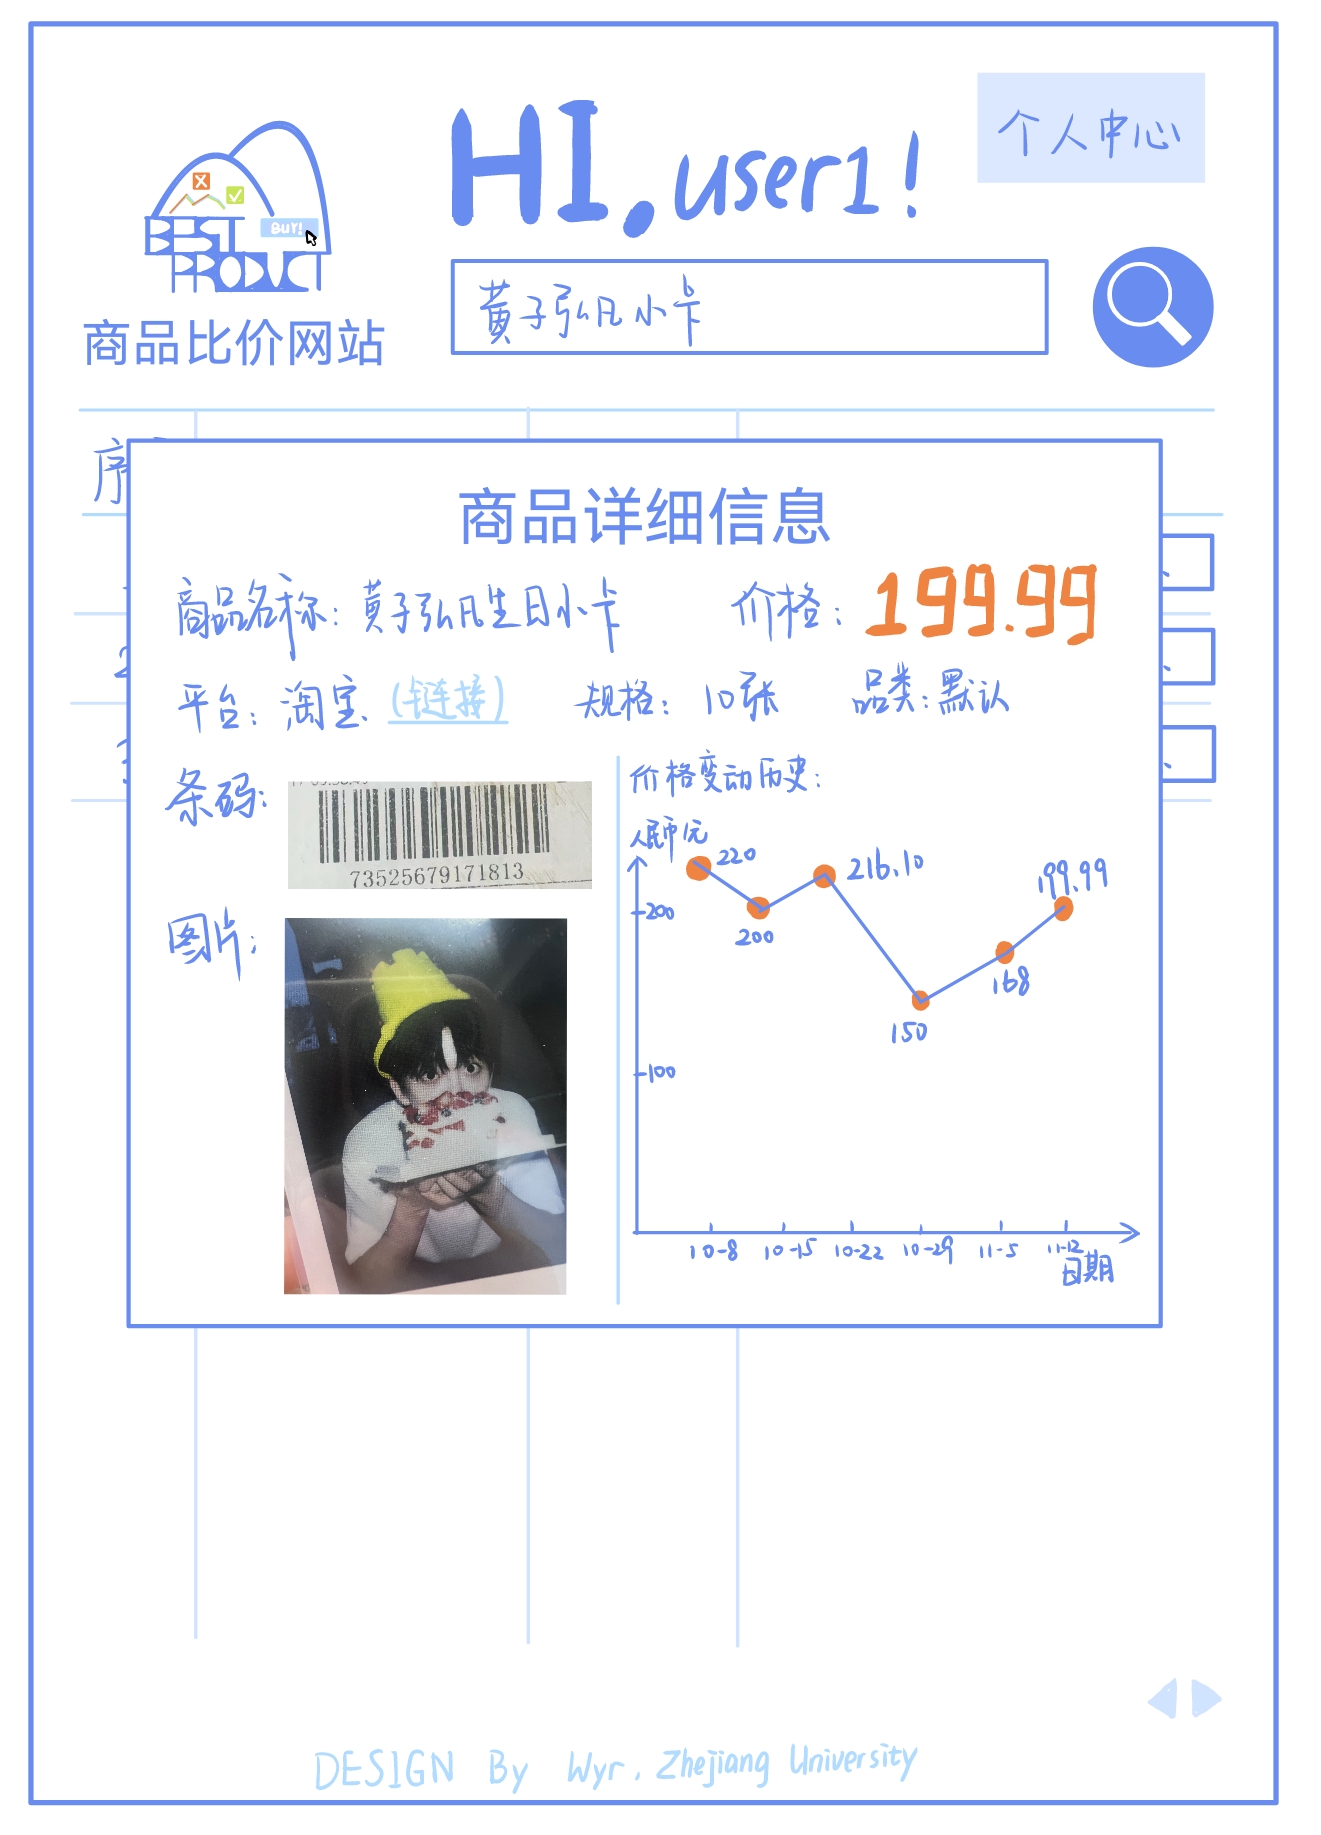 HI, user1!
个人中心
Buy!
BEST
PRODUCT
商品比价网站
黄子弘凡小卡
序
商品详细信息
商品名称: 黄子弘凡生日小卡
价格: 199.99
平台: 淘宝 (链接)
规格: 10张
品类: 默认
条码:
73525679171813
图片:
价格变动历史:
人民币/元
220
216.10
199.99
200
200
168
150
100
10-8 10-15 10-22 10-29 11-5 11-12
日期
DESIGN By Wyr, Zhejiang University